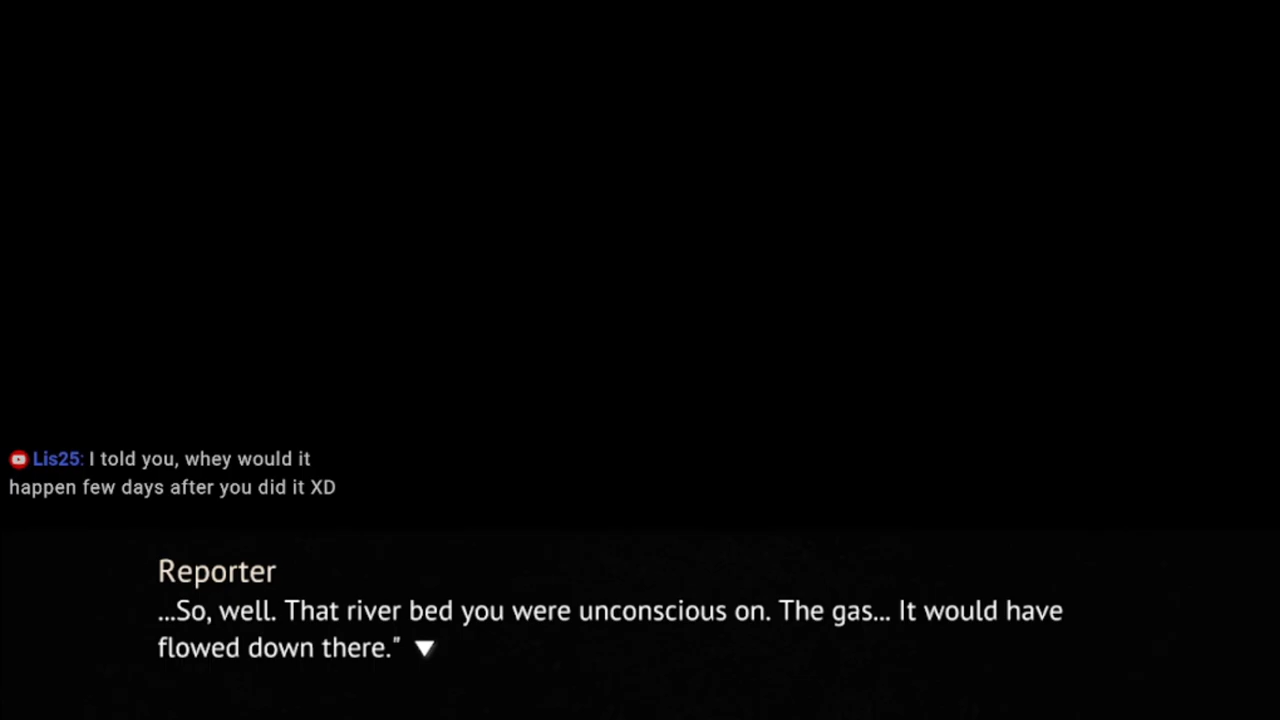 Lis25: I told you, whey would it
happen few days after you did it XD
Reporter
...So, well. That river bed you were unconscious on. The gas... It would have
flowed down there."